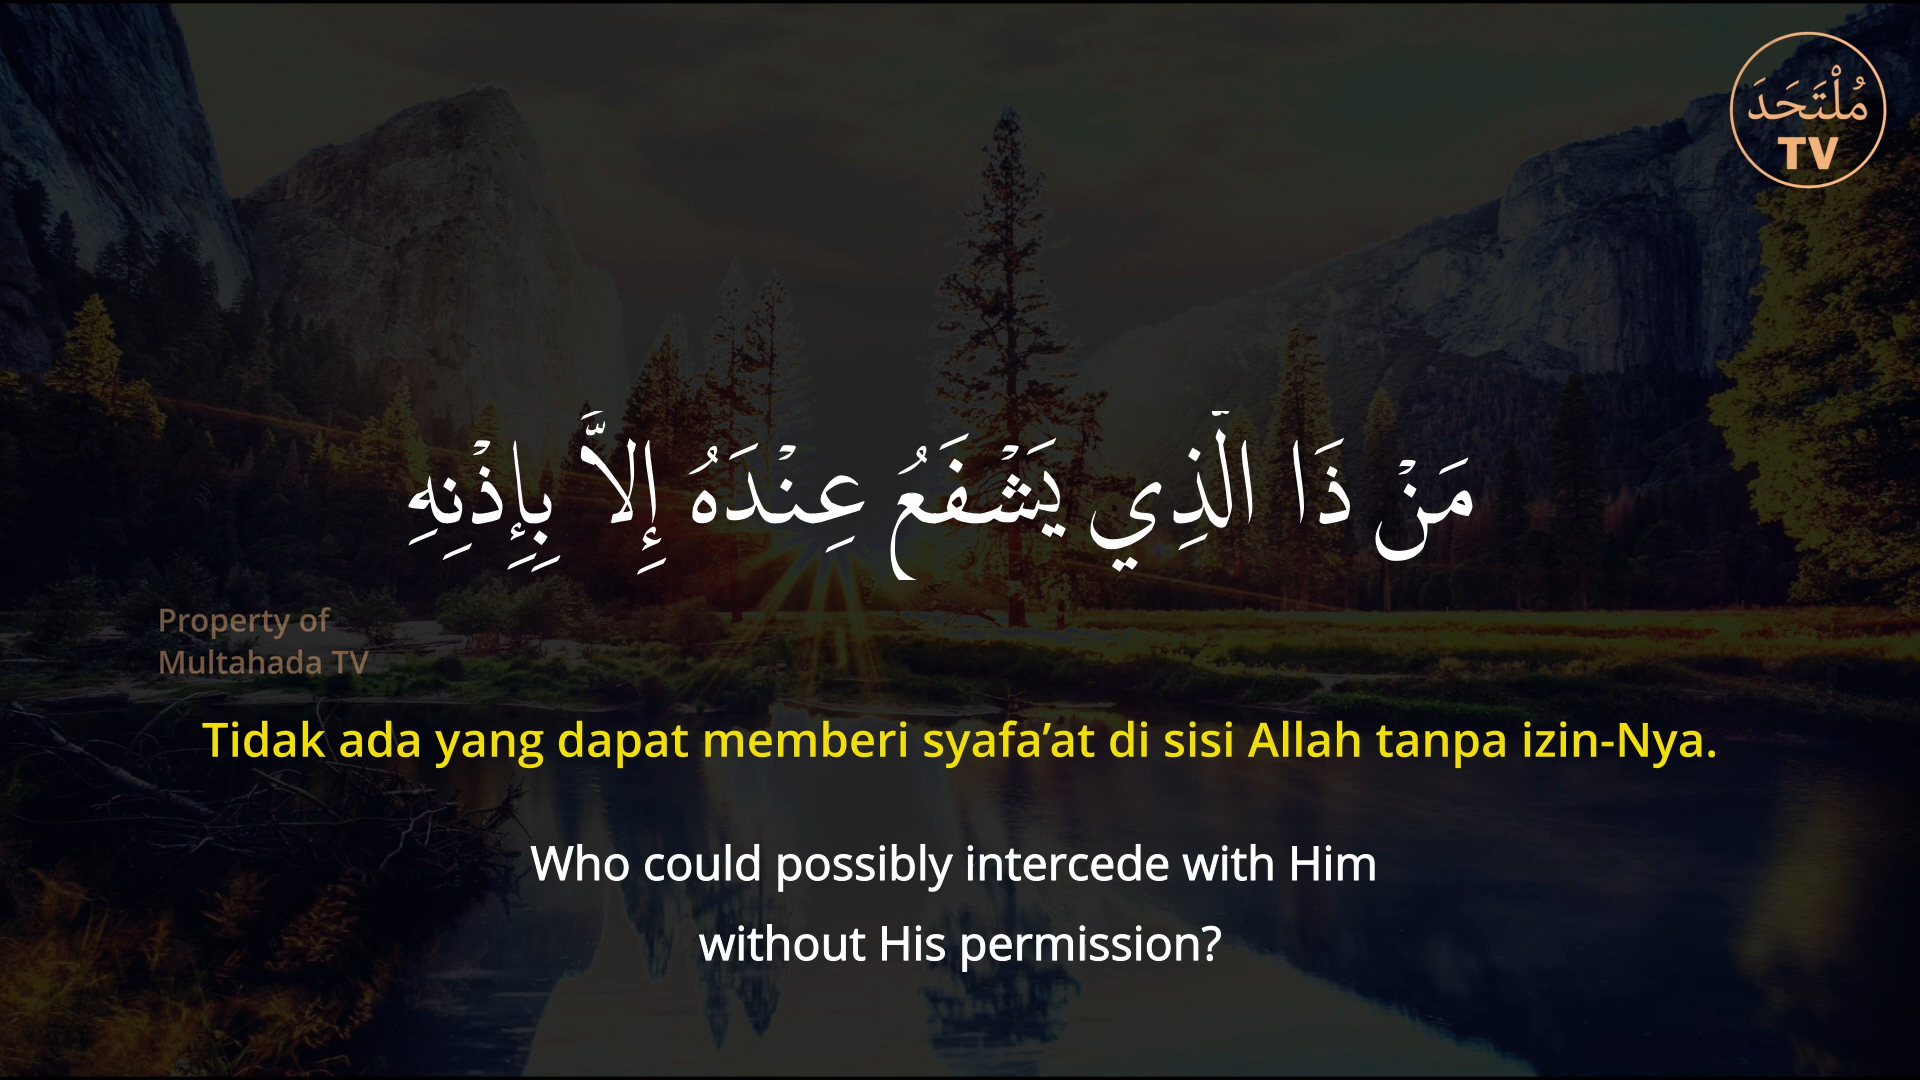 مُلْتَحَدَ
TV
مَنْ ذَا الَّذِي يَشْفَعُ عِنْدَهُ إِلاَّ بِإِذْنِهِ
Property of
Multahada TV
Tidak ada yang dapat memberi syafa’at di sisi Allah tanpa izin-Nya.
Who could possibly intercede with Him
without His permission?